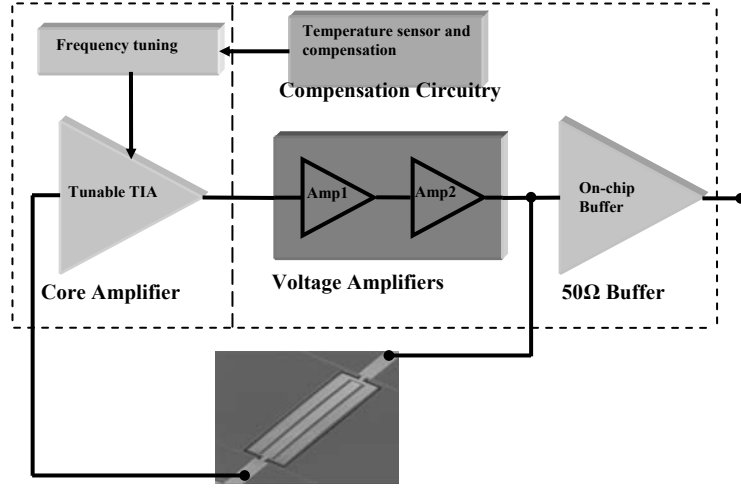 Frequency tuning
Temperature sensor and
compensation
Compensation Circuitry
Tunable TIA
Amp1
Amp2
On-chip
Buffer
Core Amplifier
Voltage Amplifiers
50Ω Buffer